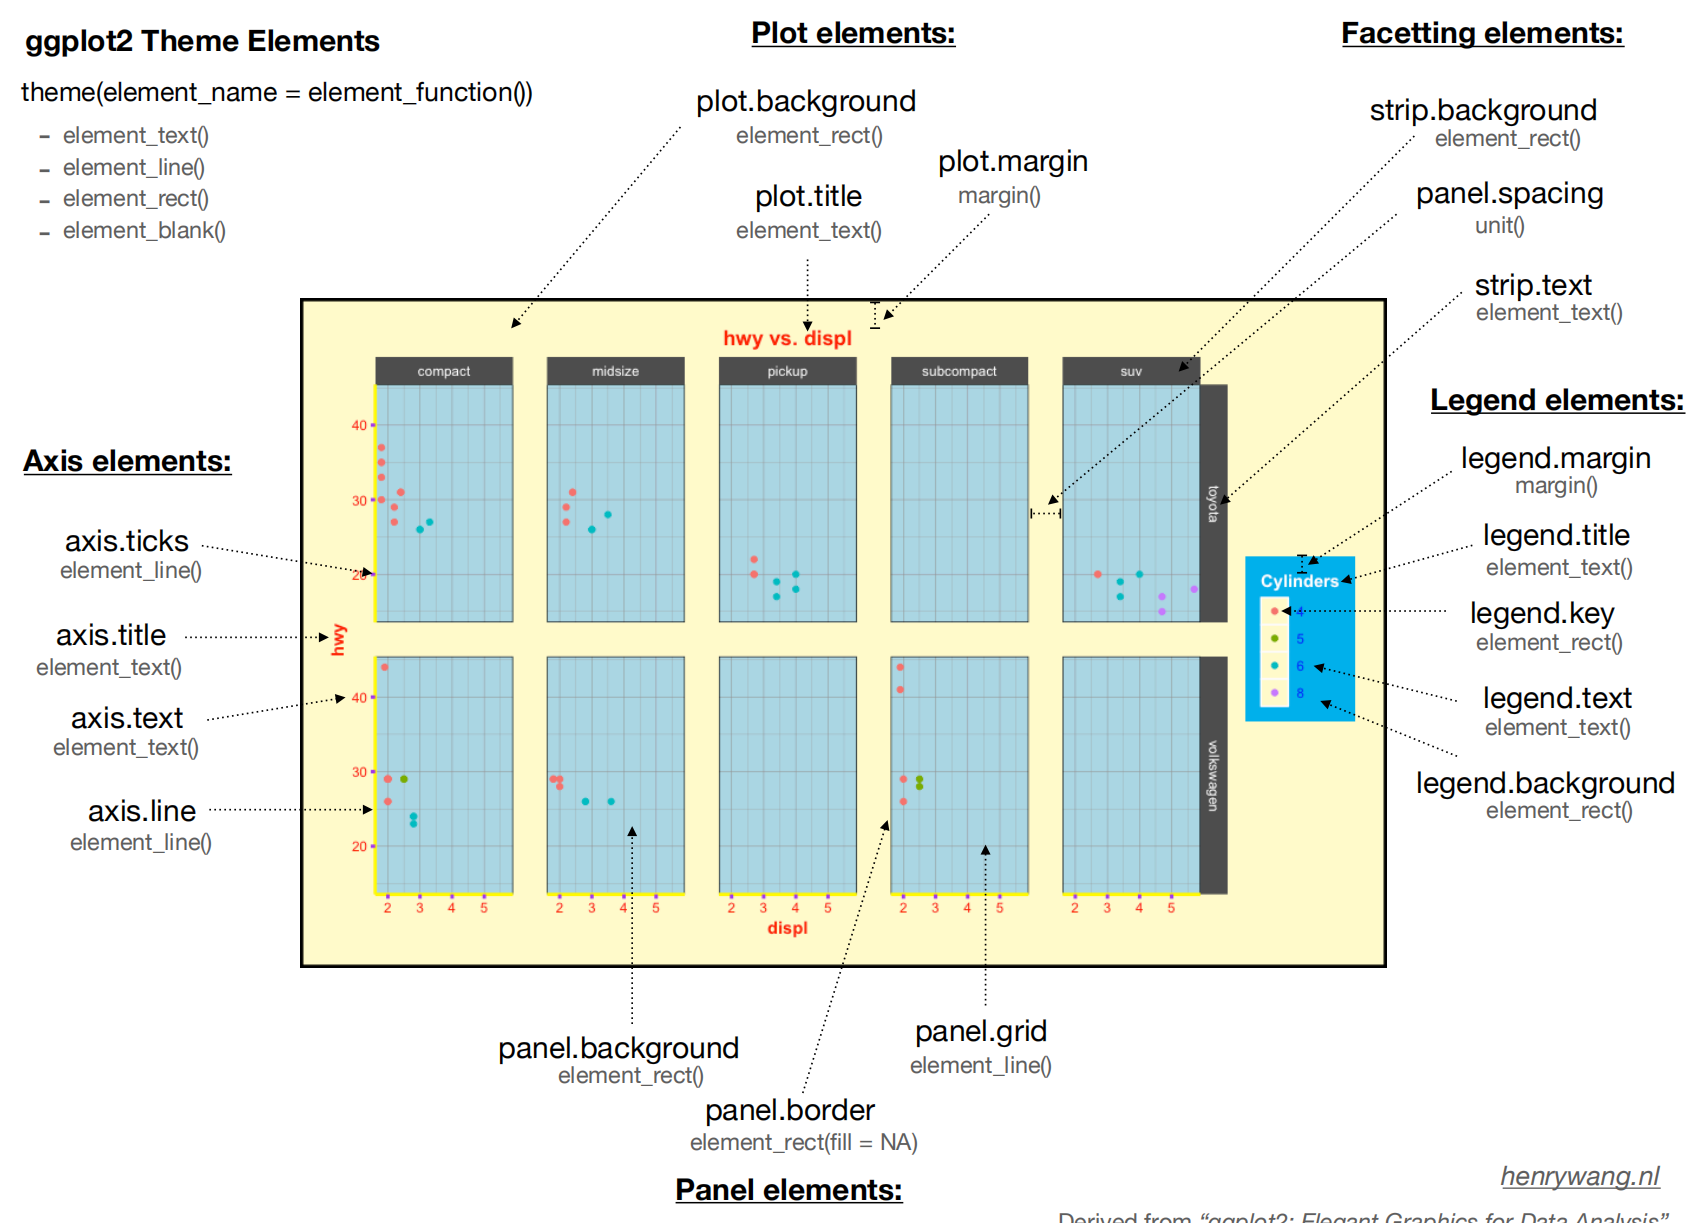 ggplot2 Theme Elements
theme(element_name = element_function())
- element_text()
- element_line()
- element_rect()
- element_blank()
Plot elements:
plot.background
element_rect()
plot.title
element_text()
plot.margin
margin()
Facetting elements:
strip.background
element_rect()
panel.spacing
unit()
strip.text
element_text()
Axis elements:
axis.ticks
element_line()
axis.title
element_text()
axis.text
element_text()
axis.line
element_line()
hwy vs. displ
compact midsize pickup subcompact suv
40
30
20
toyota
hwy
40
30
20
volkswagen
2 3 4 5 2 3 4 5 2 3 4 5 2 3 4 5 2 3 4 5
displ
Cylinders
4
5
6
8
Legend elements:
legend.margin
margin()
legend.title
element_text()
legend.key
element_rect()
legend.text
element_text()
legend.background
element_rect()
panel.background
element_rect()
panel.border
element_rect(fill = NA)
panel.grid
element_line()
Panel elements:
henrywang.nl
Derived from “ggplot2: Elegant Graphics for Data Analysis”